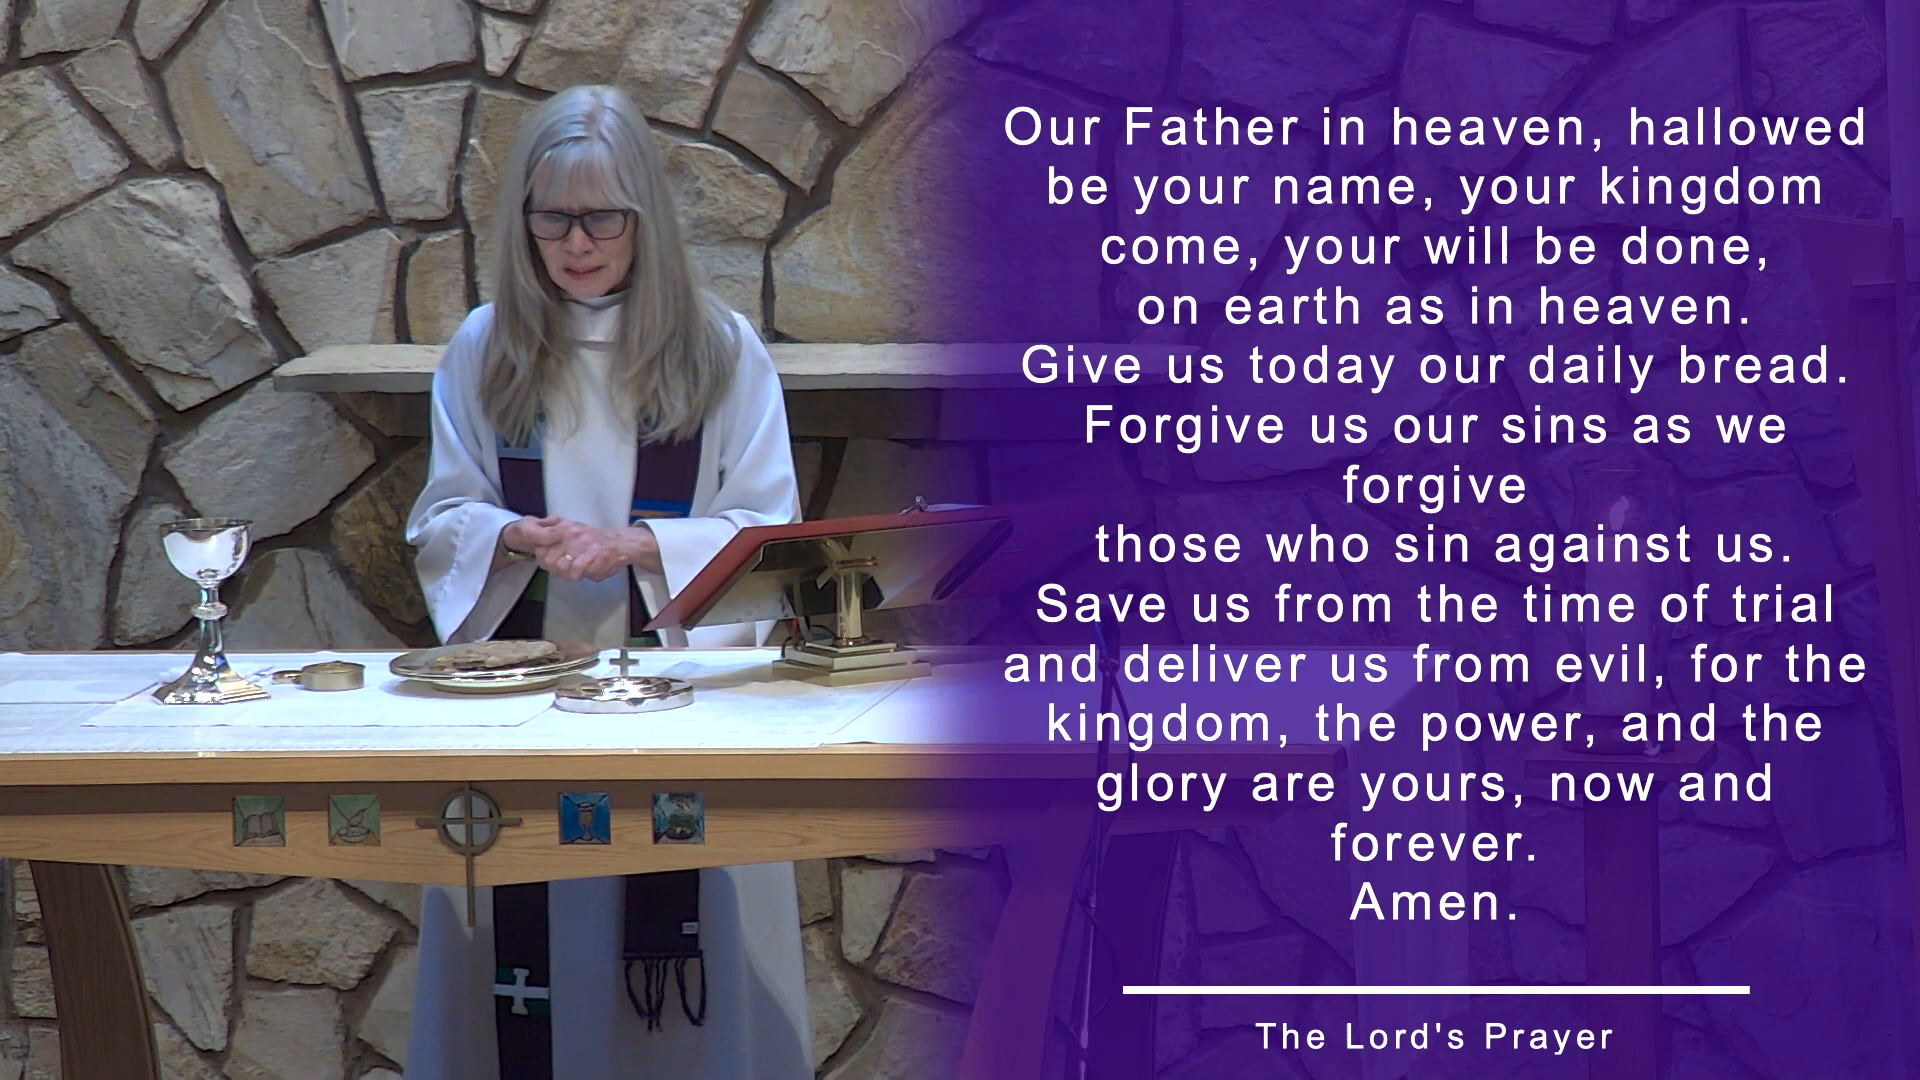 Our Father in heaven, hallowed
be your name, your kingdom
come, your will be done,
on earth as in heaven.
Give us today our daily bread.
Forgive us our sins as we
forgive
those who sin against us.
Save us from the time of trial
and deliver us from evil, for the
kingdom, the power, and the
glory are yours, now and
forever.
Amen.
The Lord's Prayer